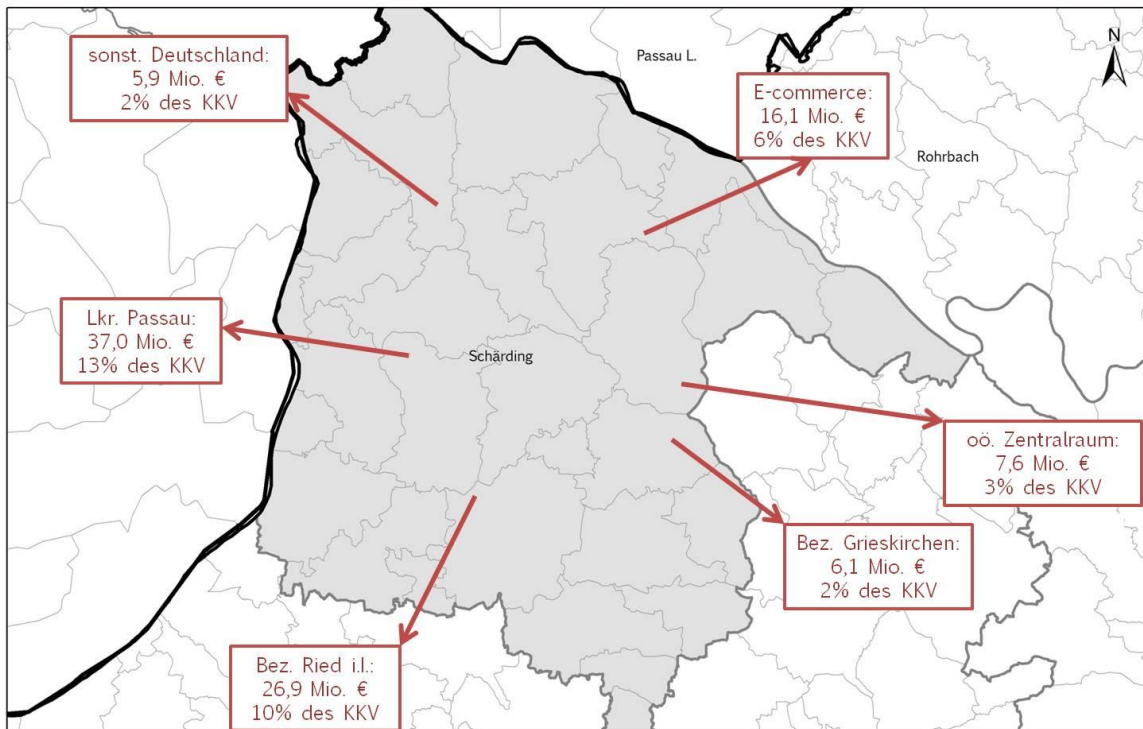 sonst. Deutschland:
5,9 Mio. €
2% des KKV
Passau L.
N
E-commerce:
16,1 Mio. €
6% des KKV
Rohrbach
Lkr. Passau:
37,0 Mio. €
13% des KKV
Schärding
oö. Zentralraum:
7,6 Mio. €
3% des KKV
Bez. Grieskirchen:
6,1 Mio. €
2% des KKV
Bez. Ried i.I.:
26,9 Mio. €
10% des KKV